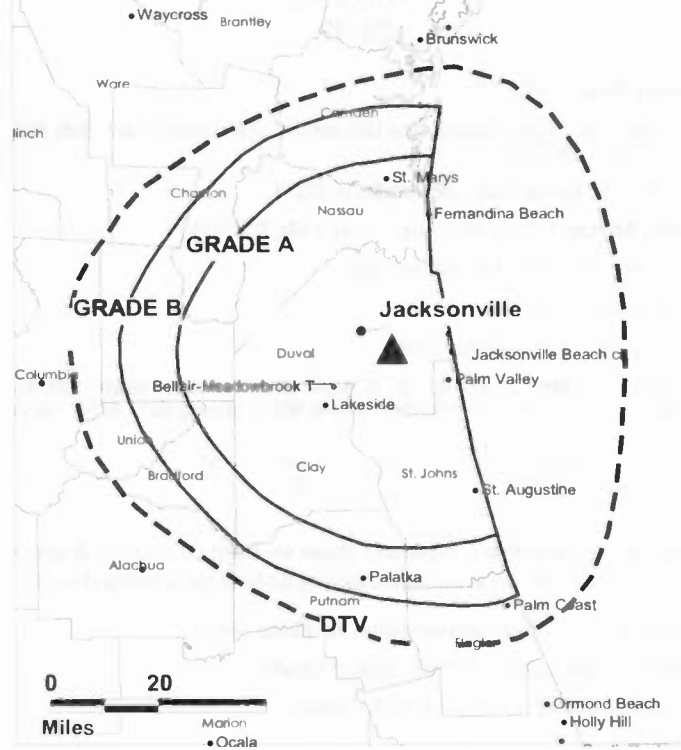 Waycross
Brantley
Brunswick
Ware
linch
Camden
Charlton
St. Marys
Nassau
Fernandina Beach
GRADE A
GRADE B
Jacksonville
Duval
Jacksonville Beach c
Columbia
Bellair-Meadowbrook T
Palm Valley
Lakeside
Union
Clay
Bradford
St. Johns
St. Augustine
Alachua
Palatka
Putnam
Palm Coast
DTV
Flagler
0 20
Miles
Ormond Beach
Marion
Holly Hill
Ocala